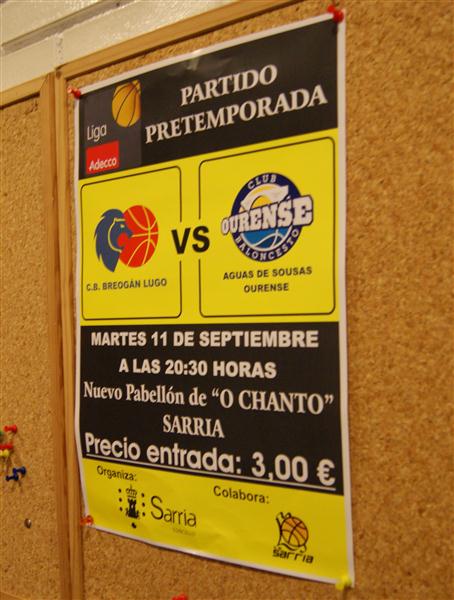 PARTIDO
PRETEMPORADA
Liga
Adecco
VS
C.B. BREOGÁN LUGO
CLUB
OURENSE
BALONCESTO
AGUAS DE SOUSAS
OURENSE
MARTES 11 DE SEPTIEMBRE
A LAS 20:30 HORAS
Nuevo Pabellón de “O CHANTO”
SARRIA
Precio entrada: 3,00 €
Organiza:
Colabora:
Sarria
CONCELLO
sarria